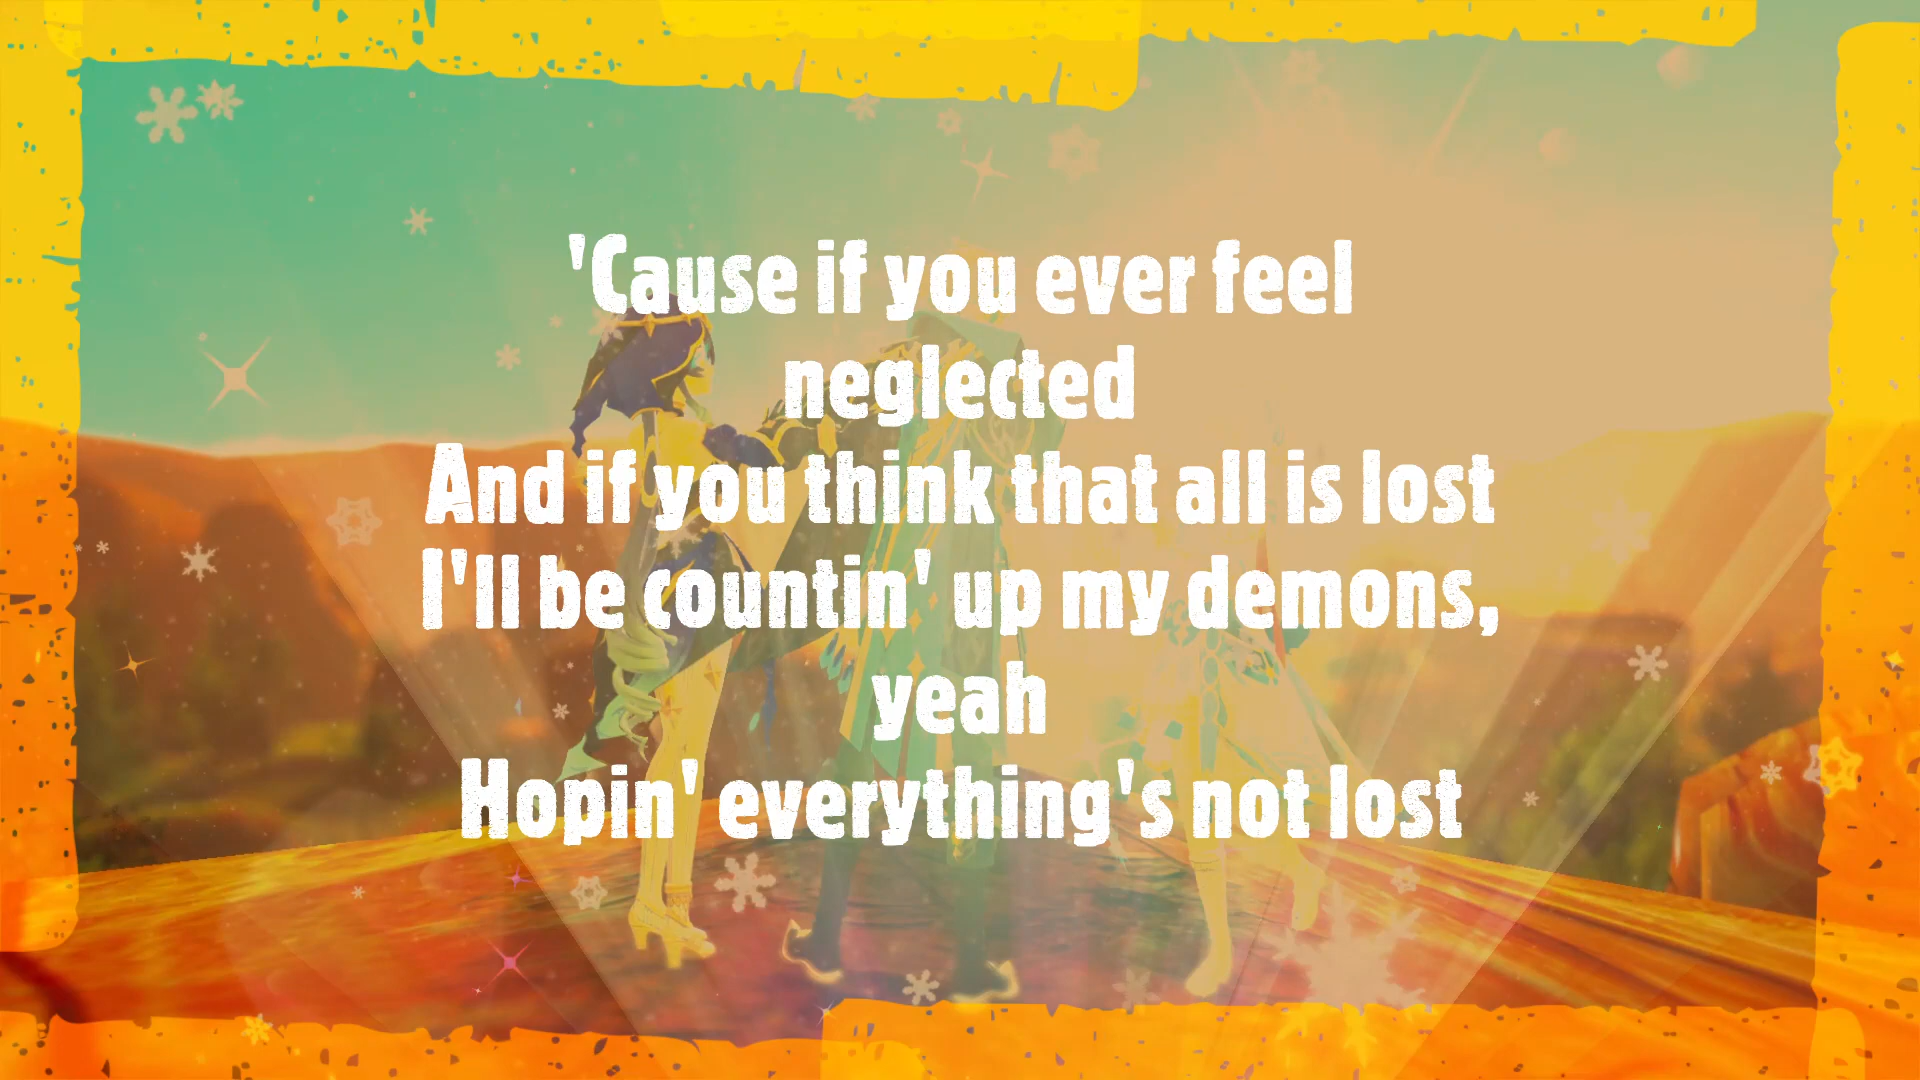 'Cause if you ever feel
neglected
And if you think that all is lost
I'll be countin' up my demons,
yeah
Hopin' everything's not lost